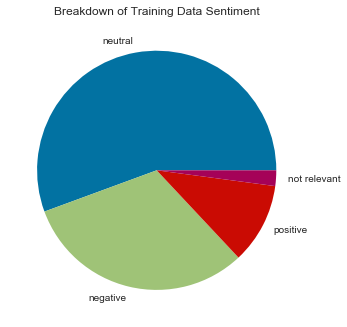 Breakdown of Training Data Sentiment
neutral
not relevant
positive
negative